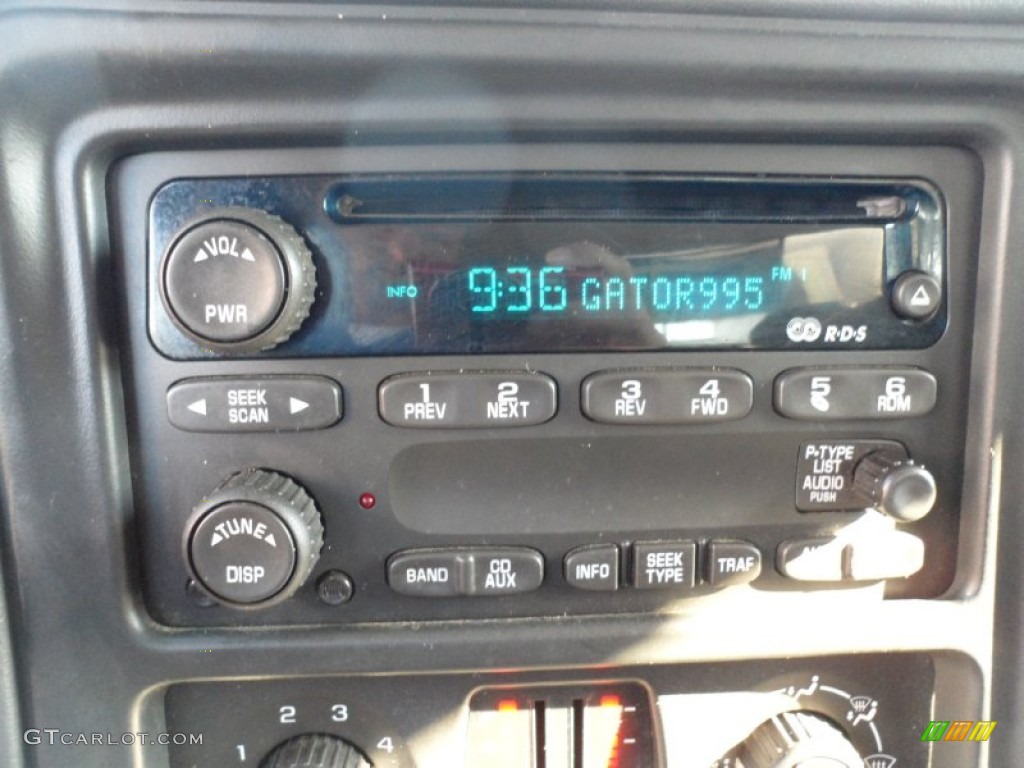 VOL
PWR
INFO 9:36 GATOR995 FM 1
R·D·S
SEEK
SCAN
1
PREV
2
NEXT
3
REV
4
FWD
5
6
RDM
P•TYPE
LIST
AUDIO
PUSH
TUNE
DISP
BAND
CD
AUX
INFO
SEEK
TYPE
TRAF
1 2 3 4
GTCARLOT.COM